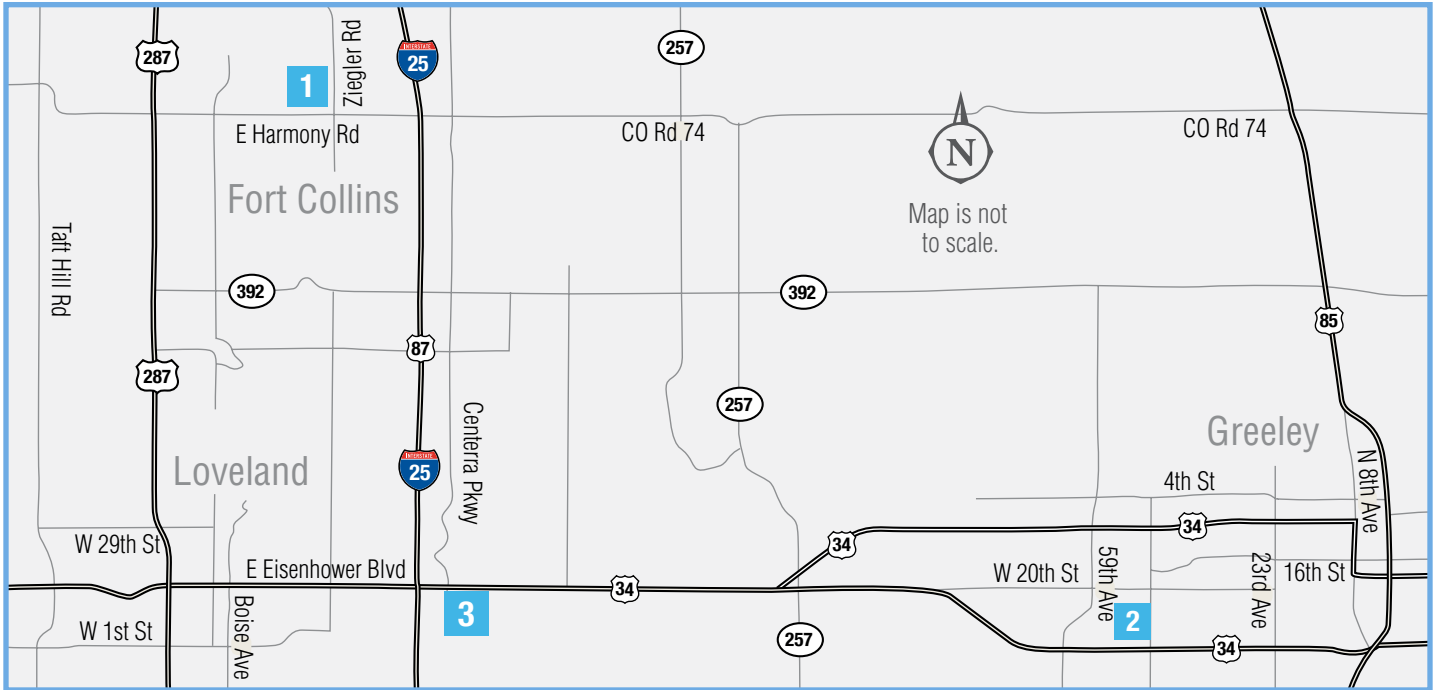 287
1
Ziegler Rd
INTERSTATE
25
257
E Harmony Rd
CO Rd 74
N
CO Rd 74
Fort Collins
Map is not
to scale.
Taft Hill Rd
392
392
85
87
287
257
Centerra Pkwy
Greeley
Loveland
INTERSTATE
25
N 8th Ave
4th St
W 29th St
34
34
E Eisenhower Blvd
34
W 20th St
59th Ave
23rd Ave
16th St
W 1st St
Boise Ave
3
2
257
34